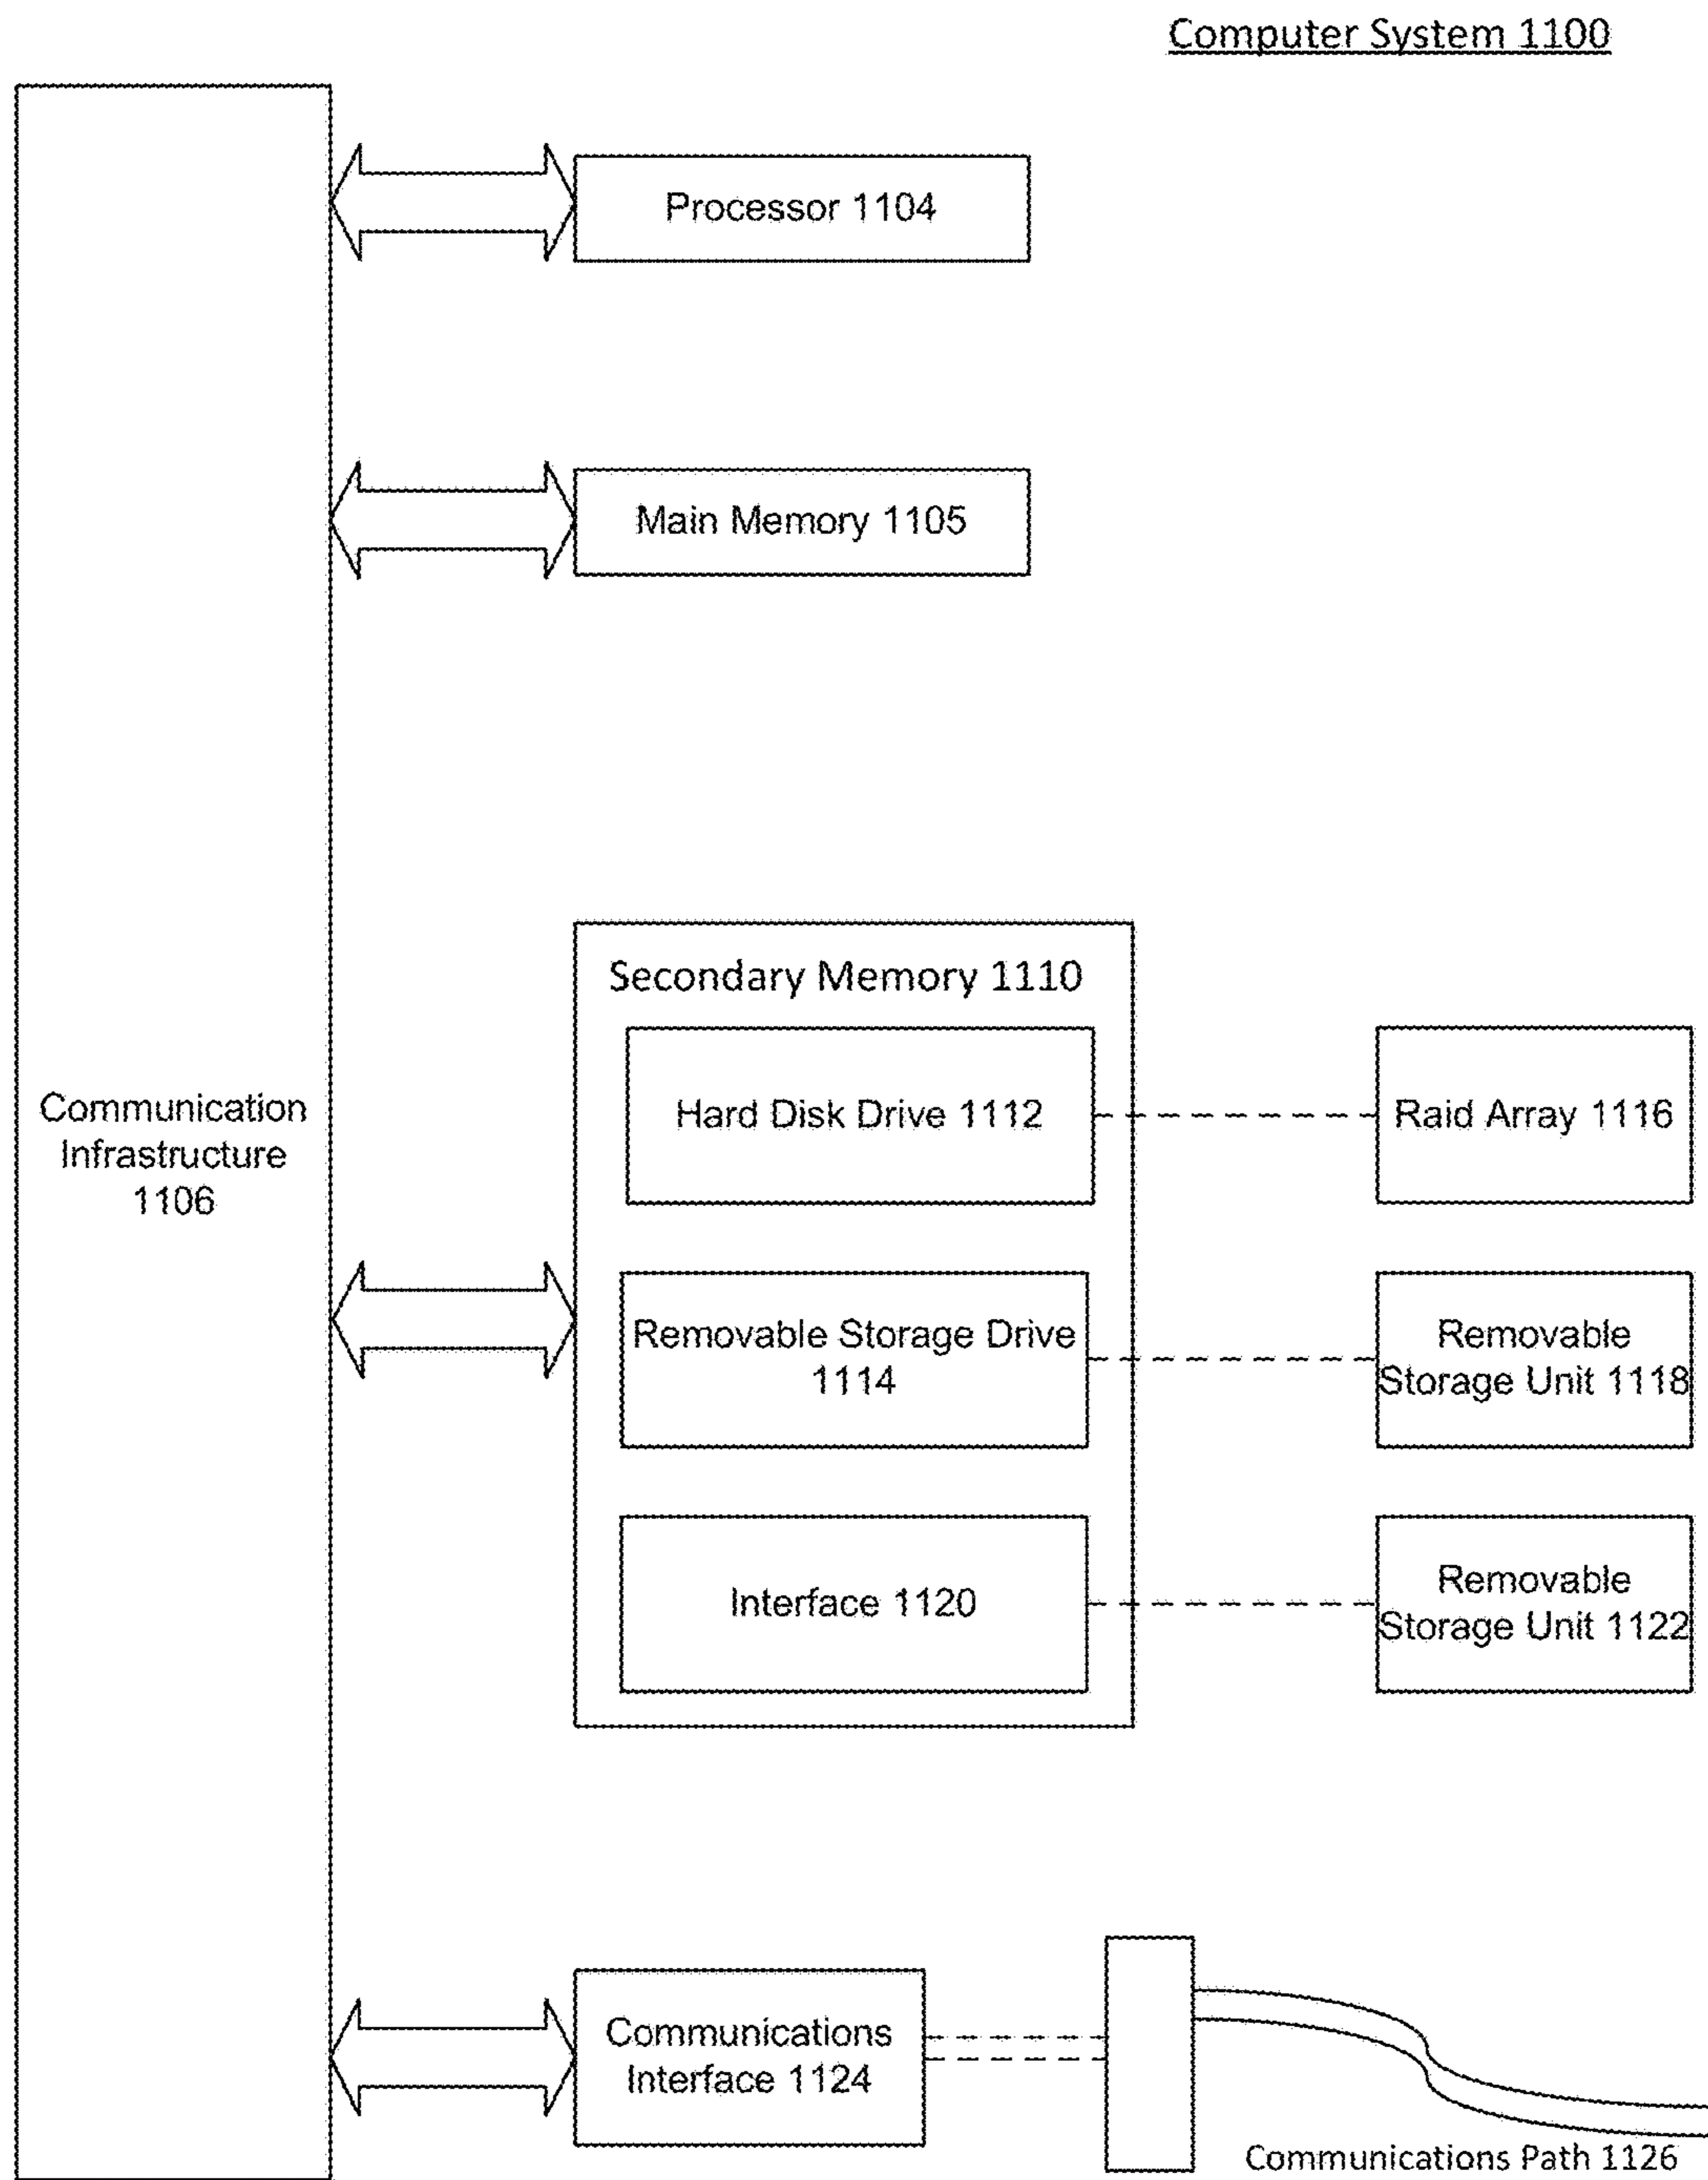 Computer System 1100
Processor 1104
Main Memory 1105
Communication
Infrastructure
1106
Secondary Memory 1110
Hard Disk Drive 1112
Raid Array 1116
Removable Storage Drive
1114
Removable
Storage Unit 1118
Interface 1120
Removable
Storage Unit 1122
Communications
Interface 1124
Communications Path 1126